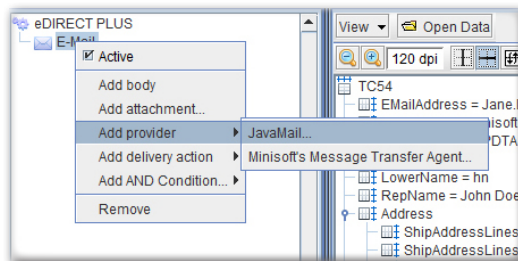 eDIRECT PLUS
E-Mail
Active
Add body
Add attachment...
Add provider
Add delivery action
Add AND Condition...
Remove
JavaMail...
Minisoft's Message Transfer Agent...
View
Open Data
120 dpi
TC54
EMailAddress = Jane.
LowerName = hn
RepName = John Doe
Address
ShipAddressLines
ShipAddressLines